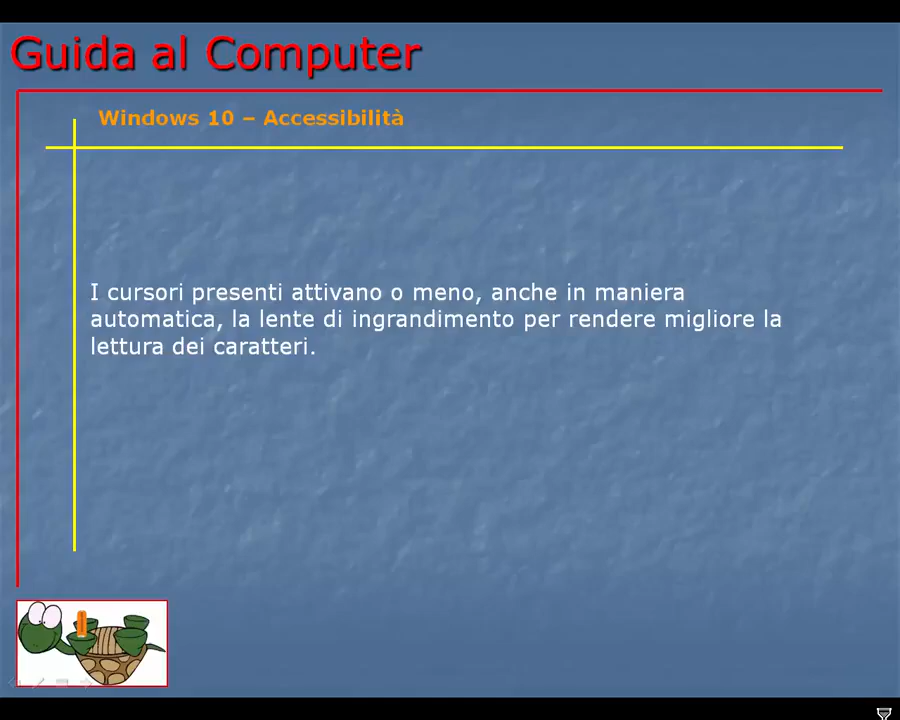 Guida al Computer
Windows 10 – Accessibilità
I cursori presenti attivano o meno, anche in maniera
automatica, la lente di ingrandimento per rendere migliore la
lettura dei caratteri.